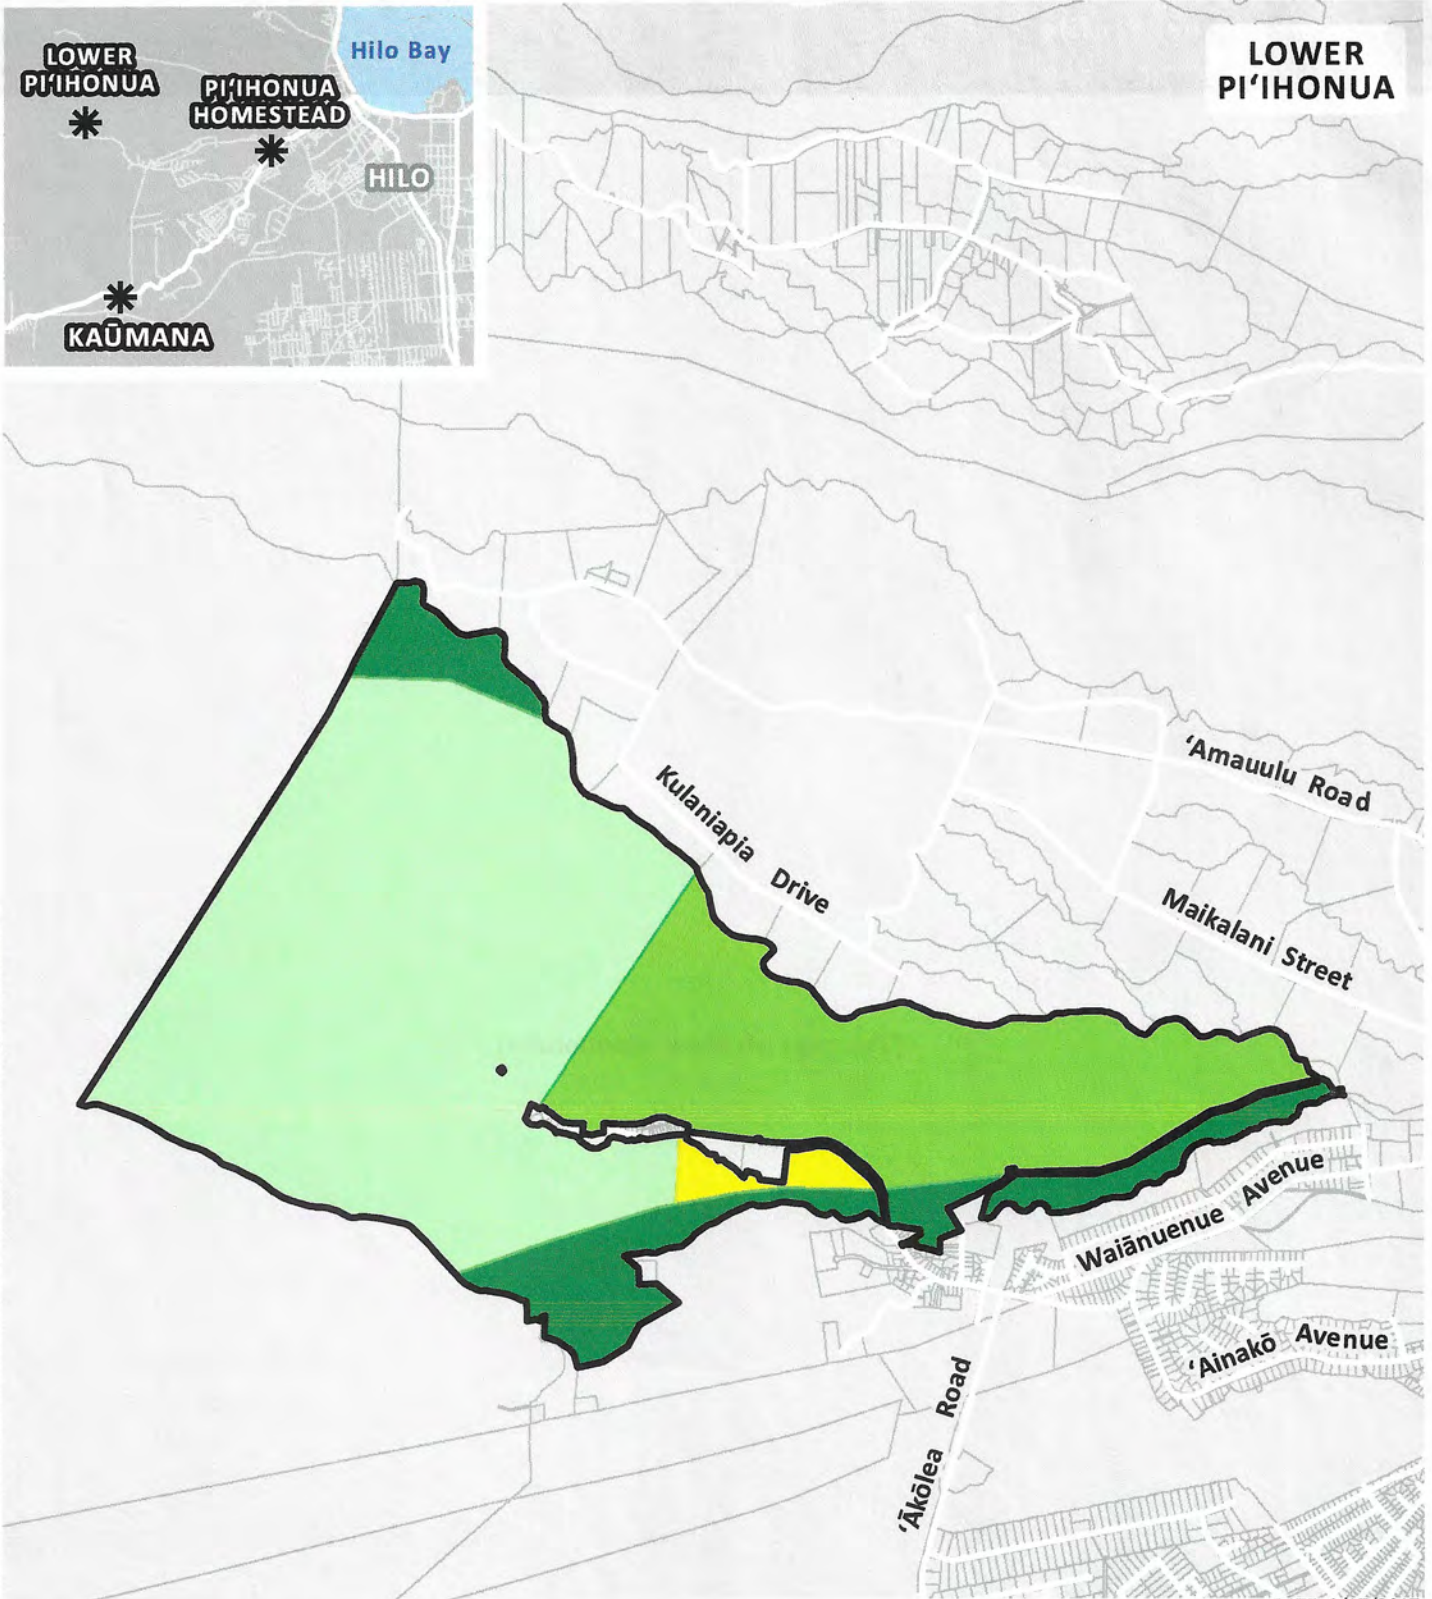 LOWER
PI‘IHONUA
PI‘IHONUA
HOMESTEAD
Hilo Bay
HILO
KAŪMANA
LOWER
PI‘IHONUA
‘Amauulu Road
Kulaniapia Drive
Maikalani Street
Waiānuenue Avenue
‘Ainakō Avenue
‘Ākōlea Road